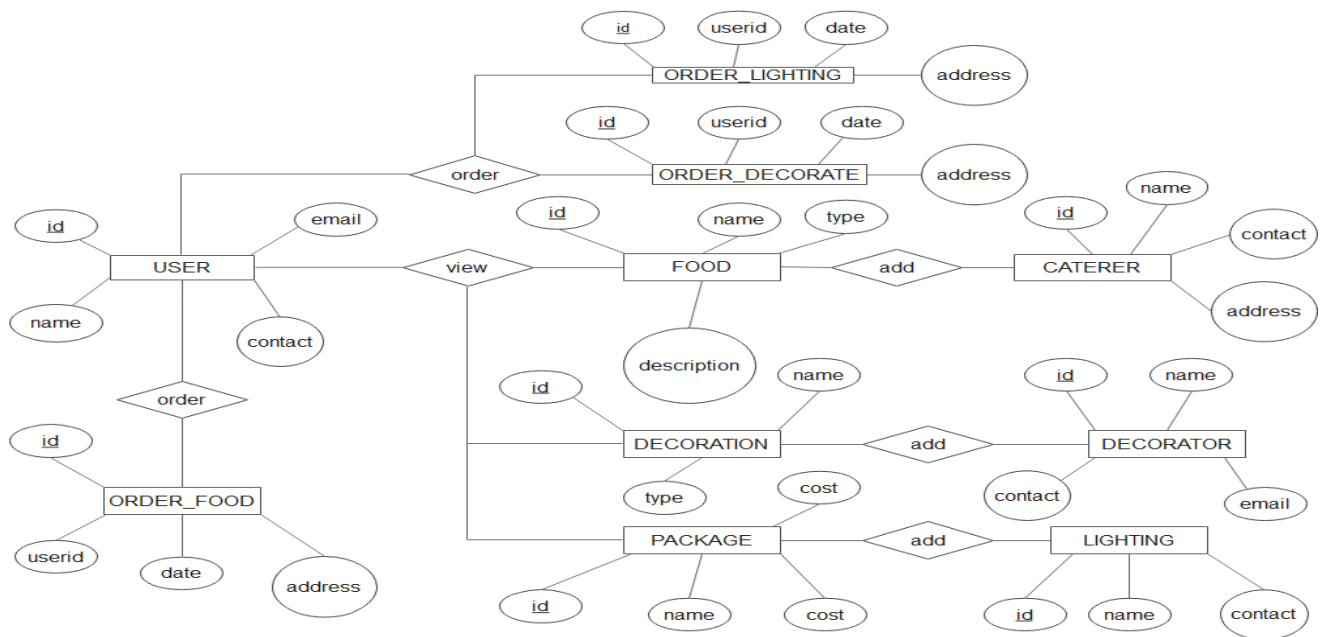 id
userid
date
ORDER_LIGHTING
address
id
userid
date
order
ORDER_DECORATE
address
id
email
USER
name
contact
view
id
name
type
FOOD
description
add
id
name
contact
CATERER
address
order
id
ORDER_FOOD
userid
date
address
id
name
DECORATION
type
add
id
name
DECORATOR
contact
email
cost
PACKAGE
id
name
cost
add
LIGHTING
id
name
contact